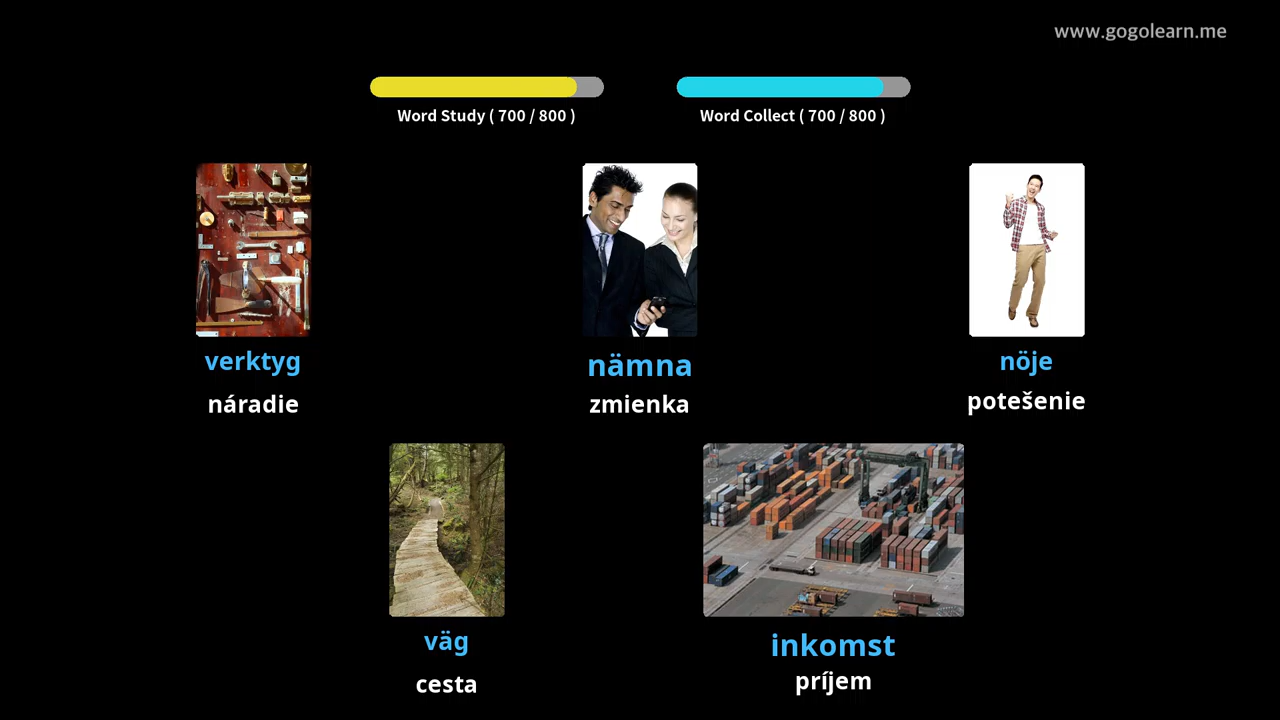 www.gogolearn.me
Word Study ( 700 / 800 )
Word Collect ( 700 / 800 )
verktyg
náradie
nämna
zmienka
nöje
potešenie
väg
cesta
inkomst
príjem